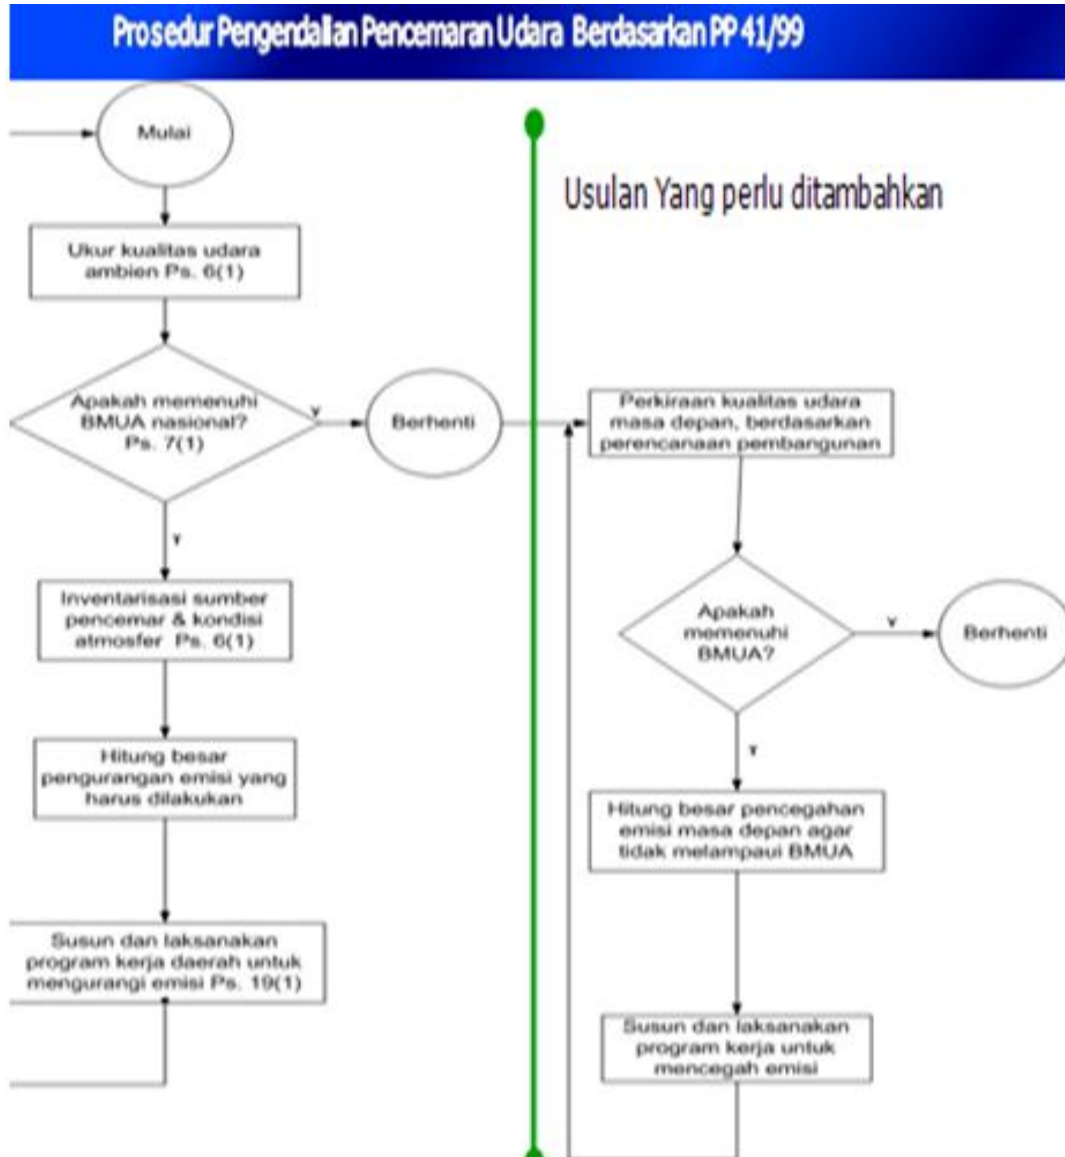 Prosedur Pengendalian Pencemaran Udara Berdasarkan PP 41/99
Mulai
Ukur kualitas udara
ambien Ps. 6(1)
Apakah memenuhi
BMUA nasional?
Ps. 7(1)
Y
Berhenti
Y
Inventarisasi sumber
pencemar & kondisi
atmosfer Ps. 6(1)
Hitung besar
pengurangan emisi yang
harus dilakukan
Susun dan laksanakan
program kerja daerah untuk
mengurangi emisi Ps. 19(1)
Usulan Yang perlu ditambahkan
Perkiraan kualitas udara
masa depan, berdasarkan
perencanaan pembangunan
Apakah
memenuhi
BMUA?
Y
Berhenti
Y
Hitung besar pencegahan
emisi masa depan agar
tidak melampaui BMUA
Susun dan laksanakan
program kerja untuk
mencegah emisi